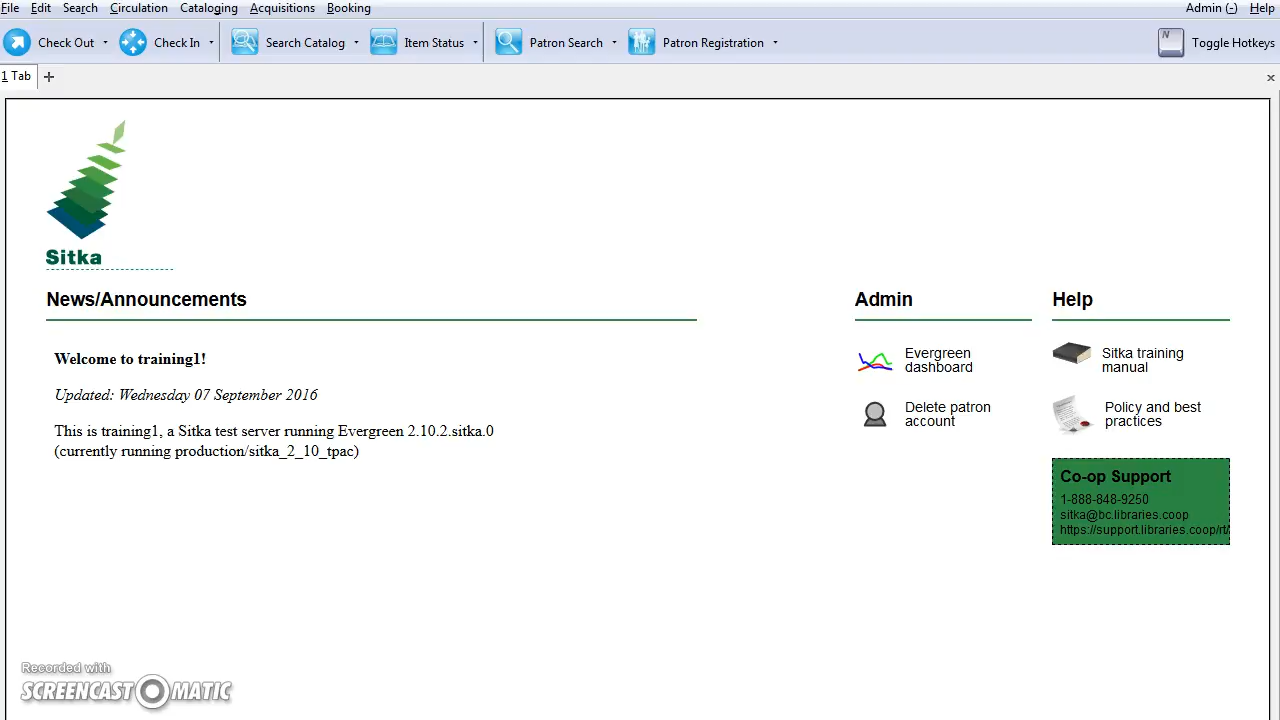 File Edit Search Circulation Cataloging Acquisitions Booking Admin (-) Help
Check Out Check In Search Catalog Item Status Patron Search Patron Registration N Toggle Hotkeys
1 Tab + ×
Sitka
News/Announcements
Welcome to training1!
Updated: Wednesday 07 September 2016
This is training1, a Sitka test server running Evergreen 2.10.2.sitka.0
(currently running production/sitka_2_10_tpac)
Admin
Evergreen
dashboard
Delete patron
account
Help
Sitka training
manual
Policy and best
practices
Co-op Support
1-888-848-9250
sitka@bc.libraries.coop
https://support.libraries.coop/rt/
Recorded with
SCREENCAST MATIC